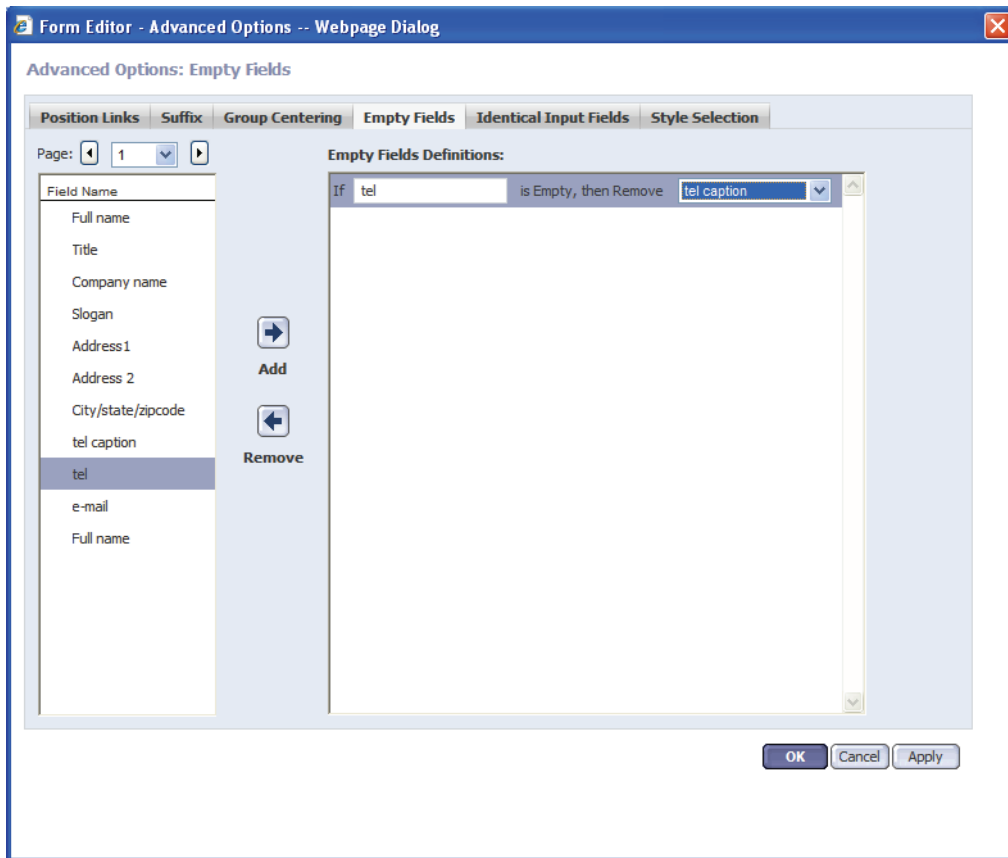 Form Editor - Advanced Options -- Webpage Dialog
Advanced Options: Empty Fields
Position Links Suffix Group Centering Empty Fields Identical Input Fields Style Selection
Page: 1
Empty Fields Definitions:
Field Name
If tel is Empty, then Remove tel caption
Full name
Title
Company name
Slogan
Address1
Address 2
City/state/zipcode
tel caption
tel
e-mail
Full name
Add
Remove
OK Cancel Apply